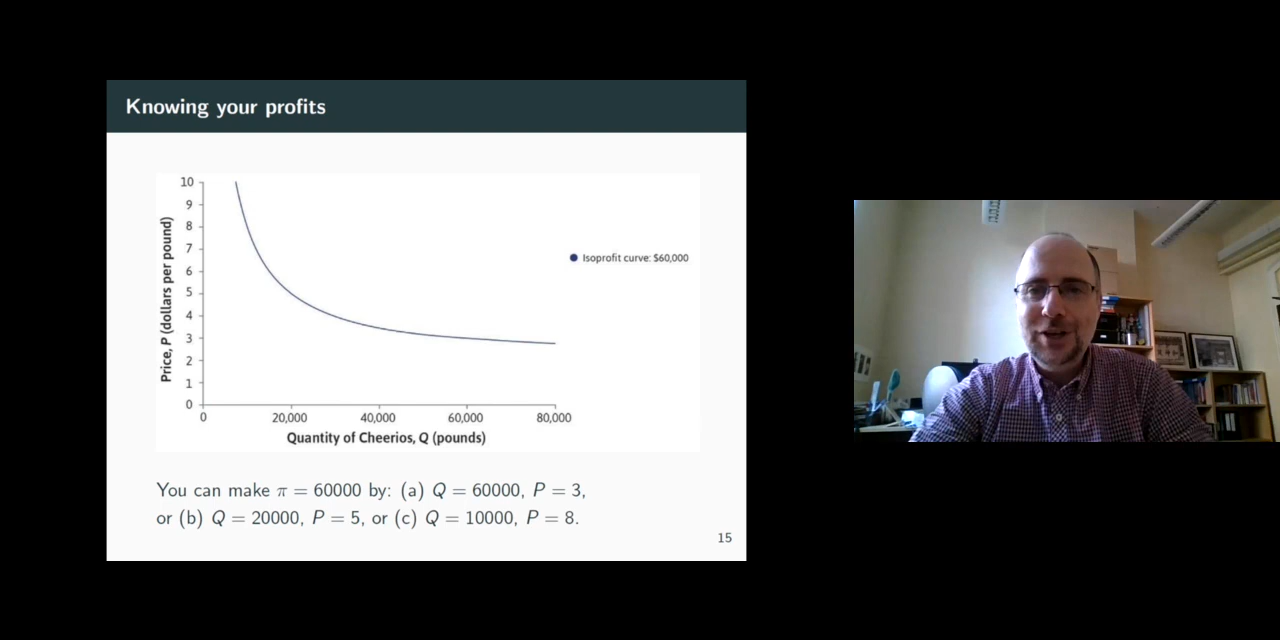 Knowing your profits
10
9
8
7
6
5
4
3
2
1
0
Price, P (dollars per pound)
Isoprofit curve: $60,000
0 20,000 40,000 60,000 80,000
Quantity of Cheerios, Q (pounds)
You can make π = 60000 by: (a) Q = 60000, P = 3,
or (b) Q = 20000, P = 5, or (c) Q = 10000, P = 8.
15